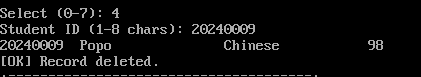 Select (0-7): 4
Student ID (1-8 chars): 20240009
20240009  Popo                Chinese             98
[OK] Record deleted.